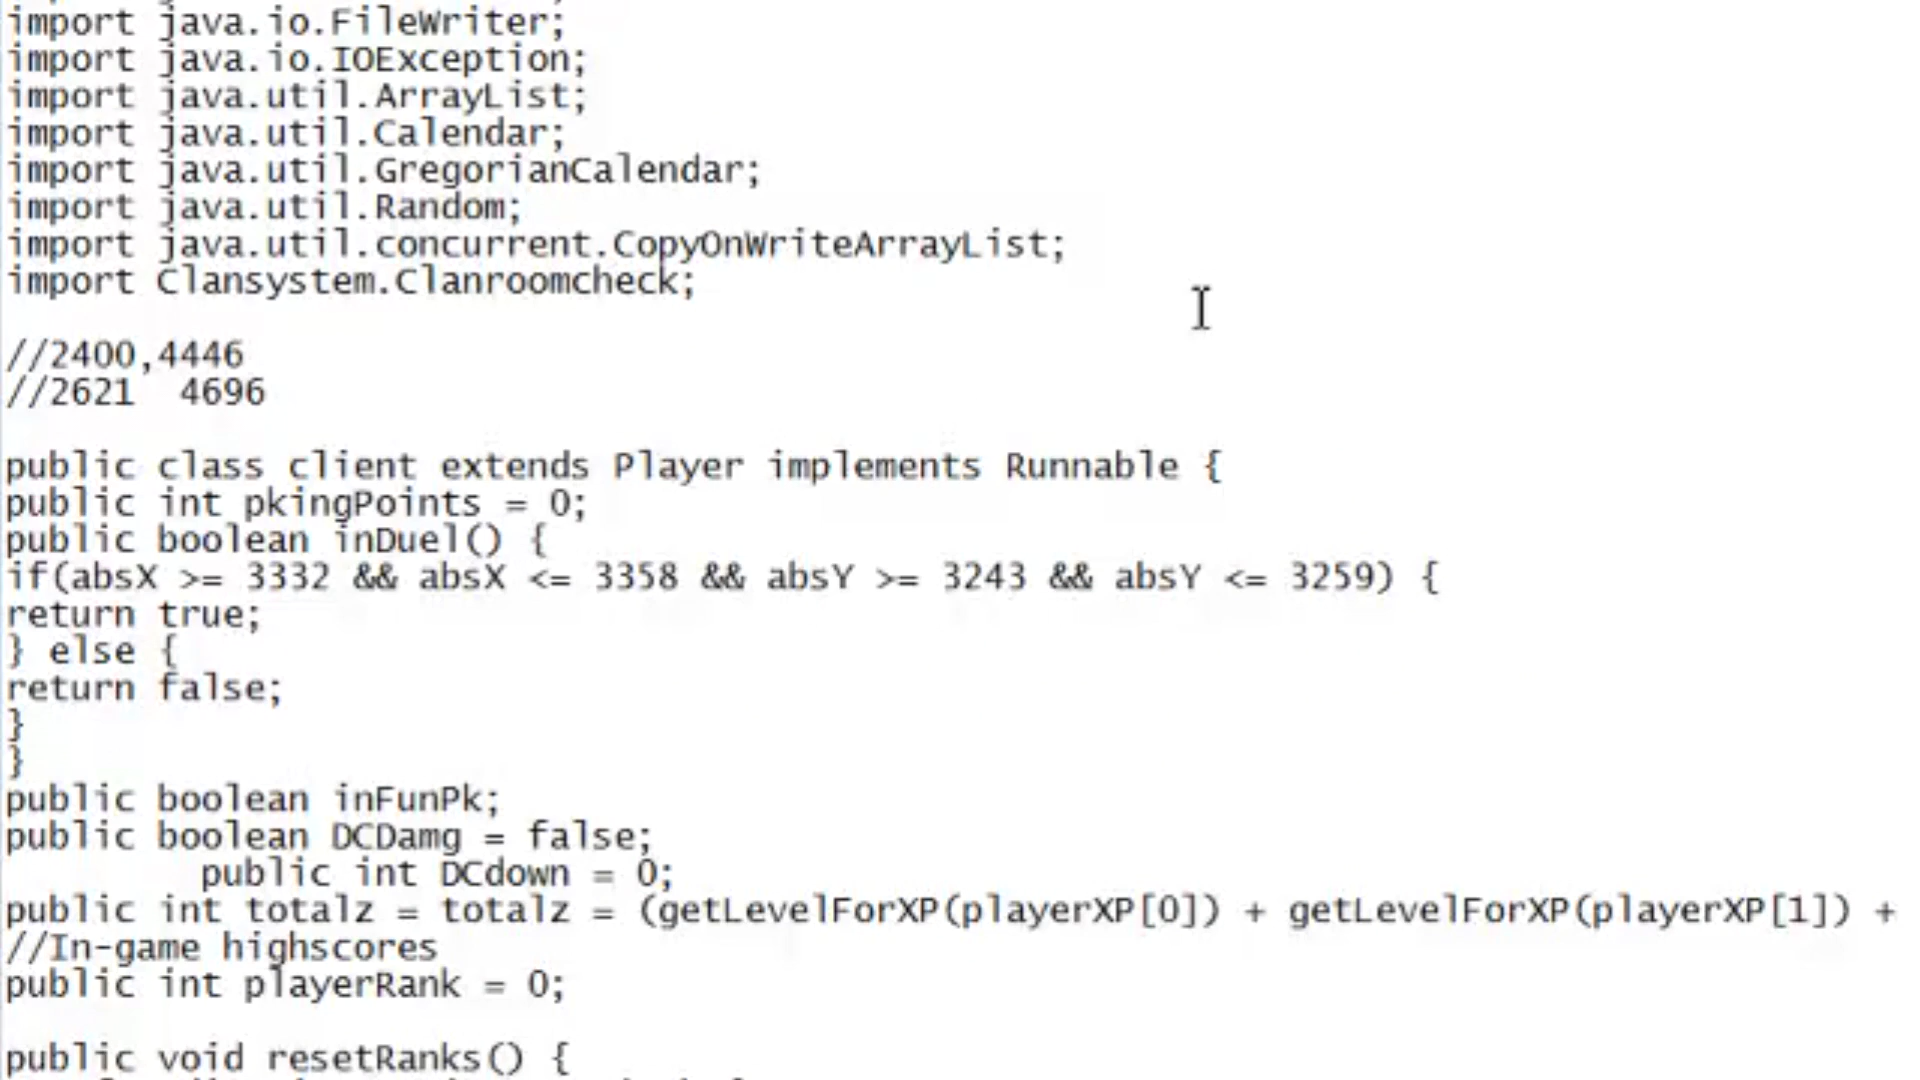 import java.io.FileWriter;
import java.io.IOException;
import java.util.ArrayList;
import java.util.Calendar;
import java.util.GregorianCalendar;
import java.util.Random;
import java.util.concurrent.CopyOnWriteArrayList;
import Clansystem.Clanroomcheck;
//2400,4446
//2621  4696
public class client extends Player implements Runnable {
public int pkingPoints = 0;
public boolean inDuel() {
if(absX >= 3332 && absX <= 3358 && absY >= 3243 && absY <= 3259) {
return true;
} else {
return false;
}
}
public boolean inFunPk;
public boolean DCDamg = false;
         public int DCdown = 0;
public int totalz = totalz = (getLevelForXP(playerXP[0]) + getLevelForXP(playerXP[1]) +
//In-game highscores
public int playerRank = 0;
public void resetRanks() {